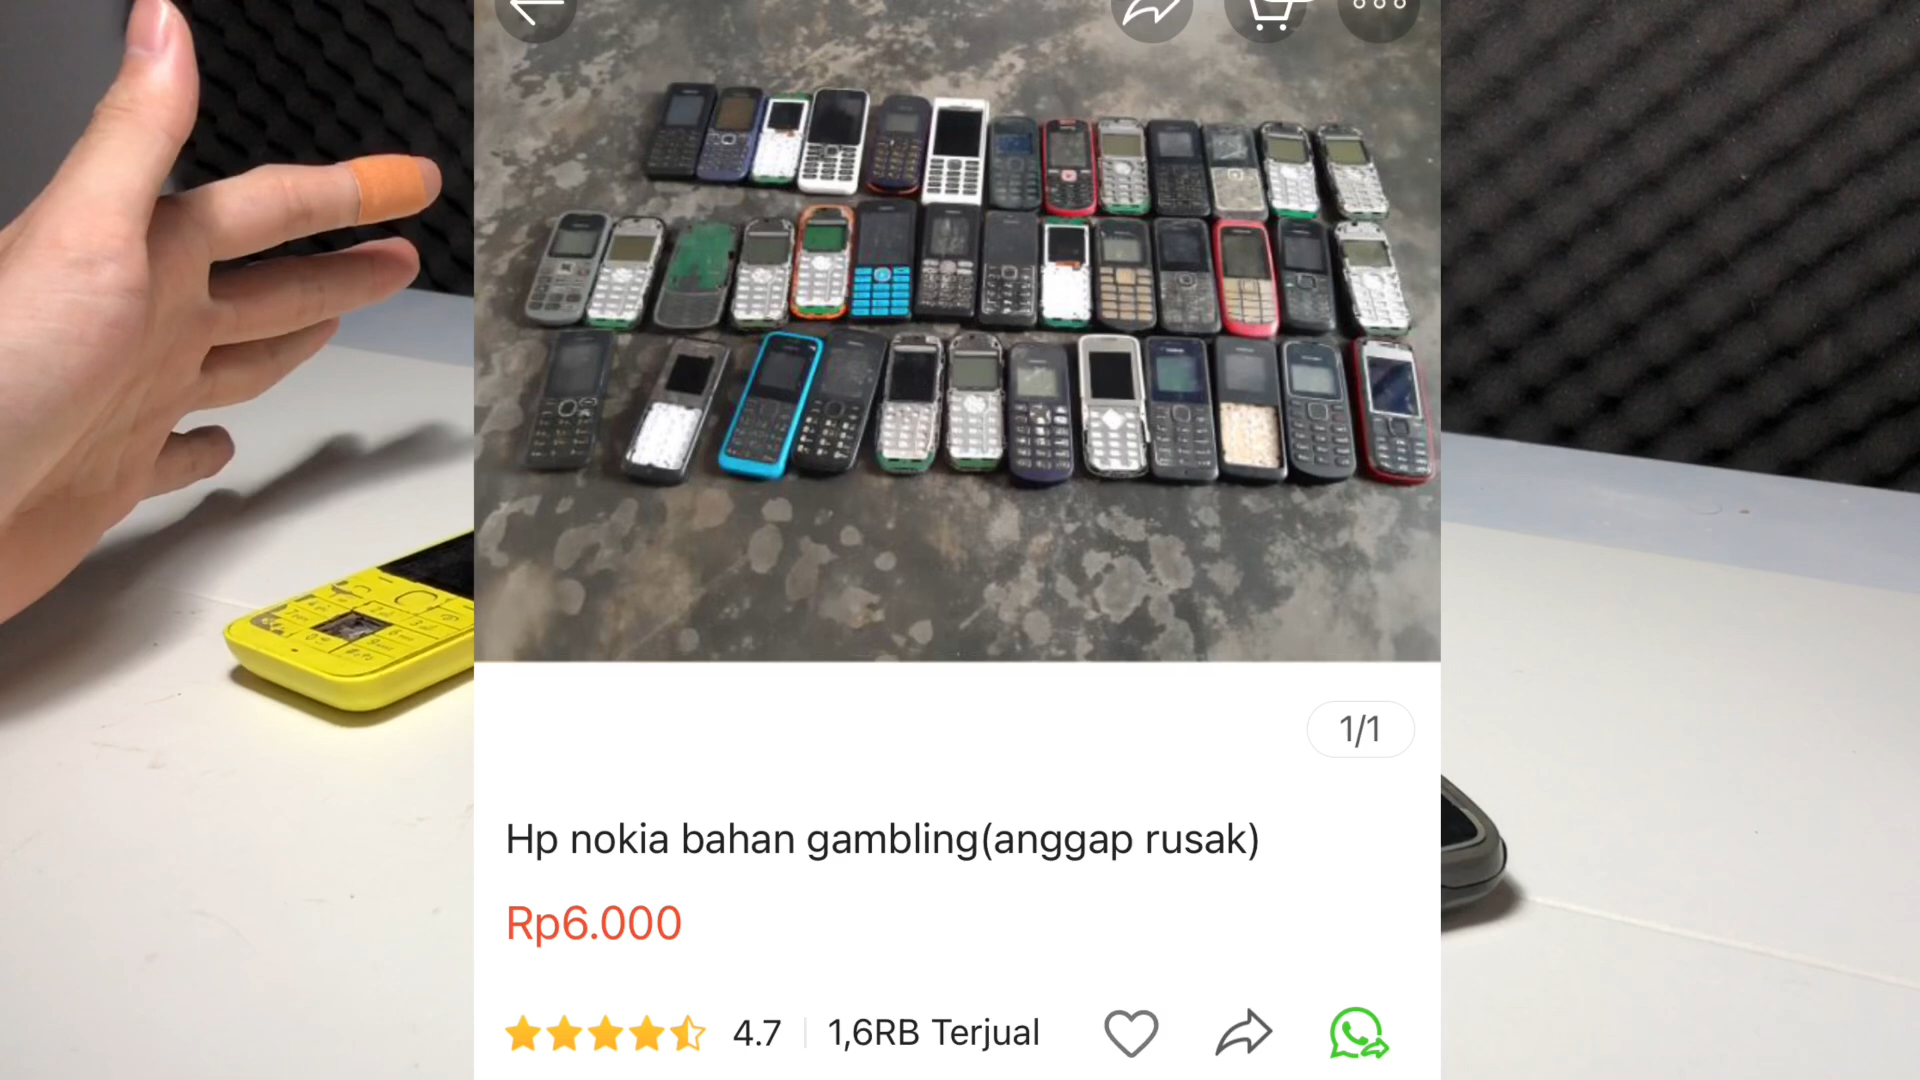 1/1
Hp nokia bahan gambling(anggap rusak)
Rp6.000
4.7
1,6RB Terjual